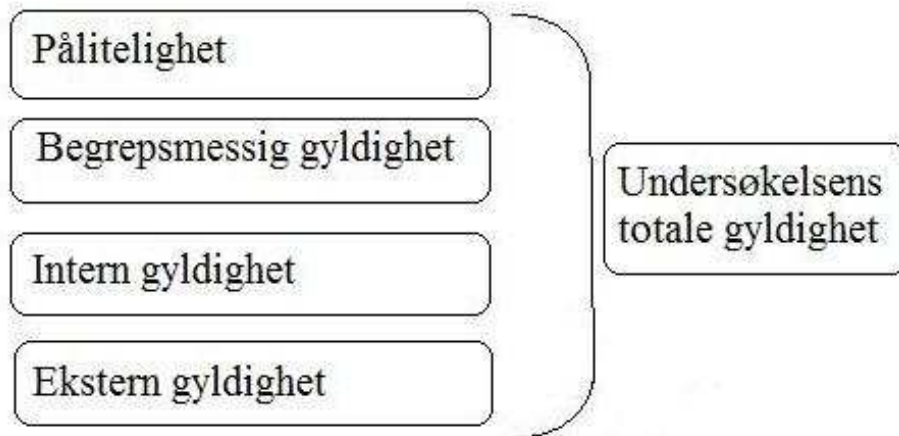 Pålitelighet
Begrepsmessig gyldighet
Intern gyldighet
Ekstern gyldighet
Undersøkelsens
totale gyldighet